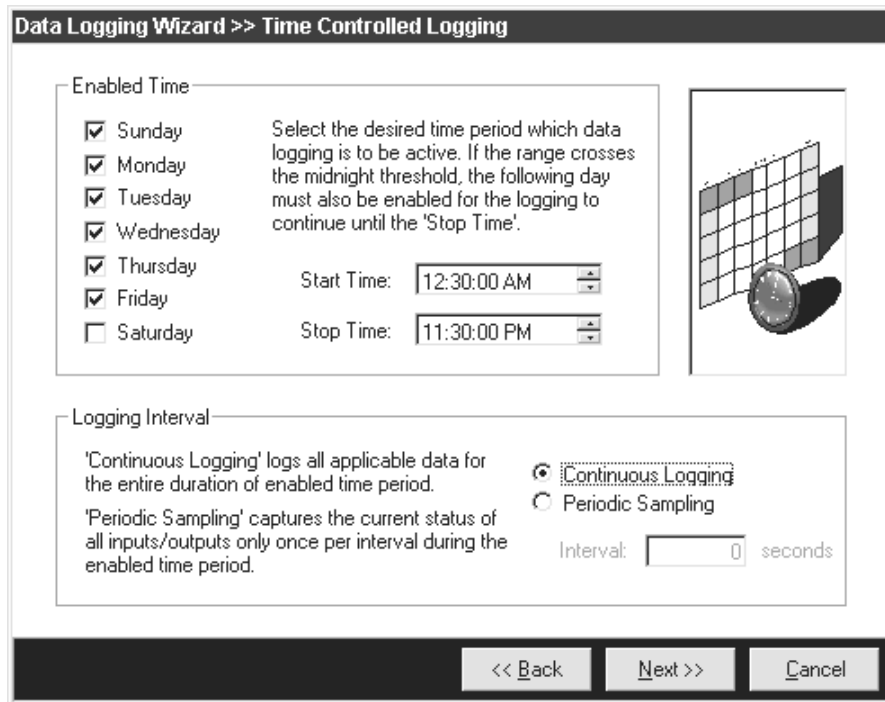 Data Logging Wizard >> Time Controlled Logging
Enabled Time
Sunday
Monday
Tuesday
Wednesday
Thursday
Friday
Saturday
Select the desired time period which data
logging is to be active. If the range crosses
the midnight threshold, the following day
must also be enabled for the logging to
continue until the 'Stop Time'.
Start Time: 12:30:00 AM
Stop Time: 11:30:00 PM
Logging Interval
'Continuous Logging' logs all applicable data for
the entire duration of enabled time period.
'Periodic Sampling' captures the current status of
all inputs/outputs only once per interval during the
enabled time period.
Continuous Logging
Periodic Sampling
Interval: 0 seconds
<< Back
Next >>
Cancel